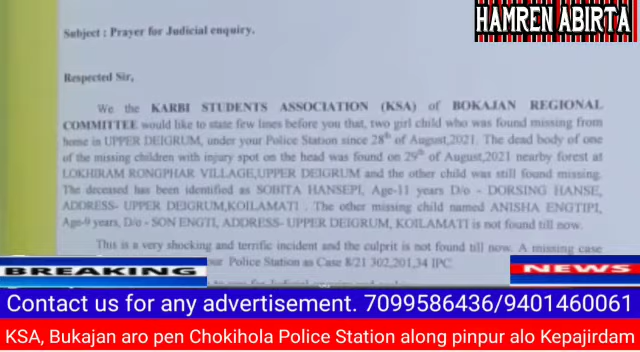 HAMREN ABIRTA
Subject : Prayer for Judicial enquiry.
Respected Sir,
We the KARBI STUDENTS ASSOCIATION (KSA) of BOKAJAN REGIONAL
COMMITTEE would like to state few lines before you that, two girl child who was found missing from
home in UPPER DEIGRUM, under your Police Station since 28th of August,2021. The dead body of one
of the missing children with injury spot on the head was found on 29th of August,2021 nearby forest at
LOKHIRAM RONGPHAR VILLAGE,UPPER DEIGRUM and the other child was still found missing.
The deceased has been identified as SOBITA HANSEPI, Age-11 years D/o - DORSING HANSE,
ADDRESS- UPPER DEIGRUM,KOILAMATI . The other missing child named ANISHA ENGTIPI,
Age-9 years, D/o - SON ENGTI, ADDRESS- UPPER DEIGRUM, KOILAMATI is not found till now.
This is a very shocking and terrific incident and the culprit is not found till now. A missing case
Police Station as Case 8/21 302,201,34 IPC
BREAKING
NEWS
Contact us for any advertisement. 7099586436/9401460061
KSA, Bukajan aro pen Chokihola Police Station along pinpur alo Kepajirdam